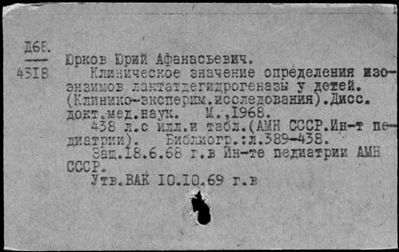 Д68.
4318
Юрков Юрий Афанасьевич.
Клиническое значение определения изо-
энзимов лактатдегидрогеназы у детей.
(Клинико-эксперим.исследования).Дисс.
докт.мед.наук. М.,1968.
438 л.с илл.и табл.(АМН СССР.Ин-т пе-
диатрии). Библиогр.:л.389-438.
Защ.18.6.68 г.в Ин-те педиатрии АМН
СССР.
Утв.ВАК 10.10.69 г.в